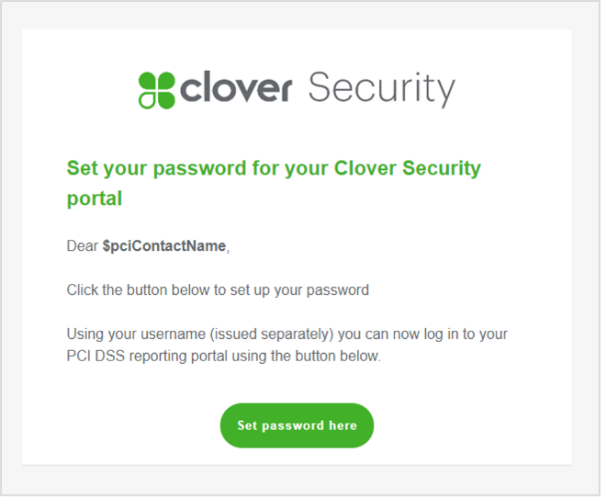 clover Security
Set your password for your Clover Security
portal
Dear $pciContactName,
Click the button below to set up your password
Using your username (issued separately) you can now log in to your
PCI DSS reporting portal using the button below.
Set password here